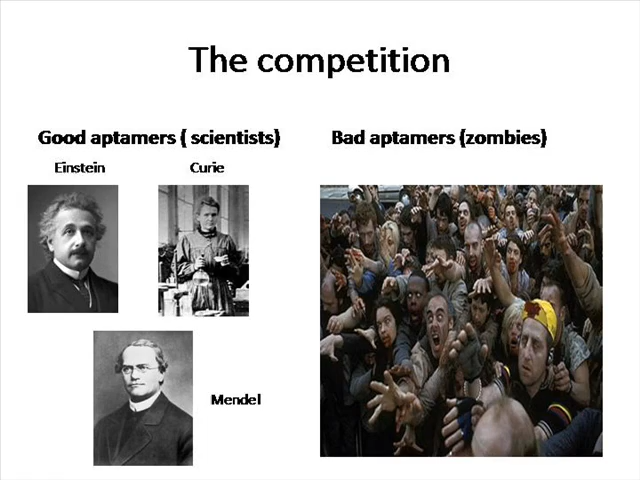 The competition
Good aptamers ( scientists)
Bad aptamers (zombies)
Einstein
Curie
Mendel